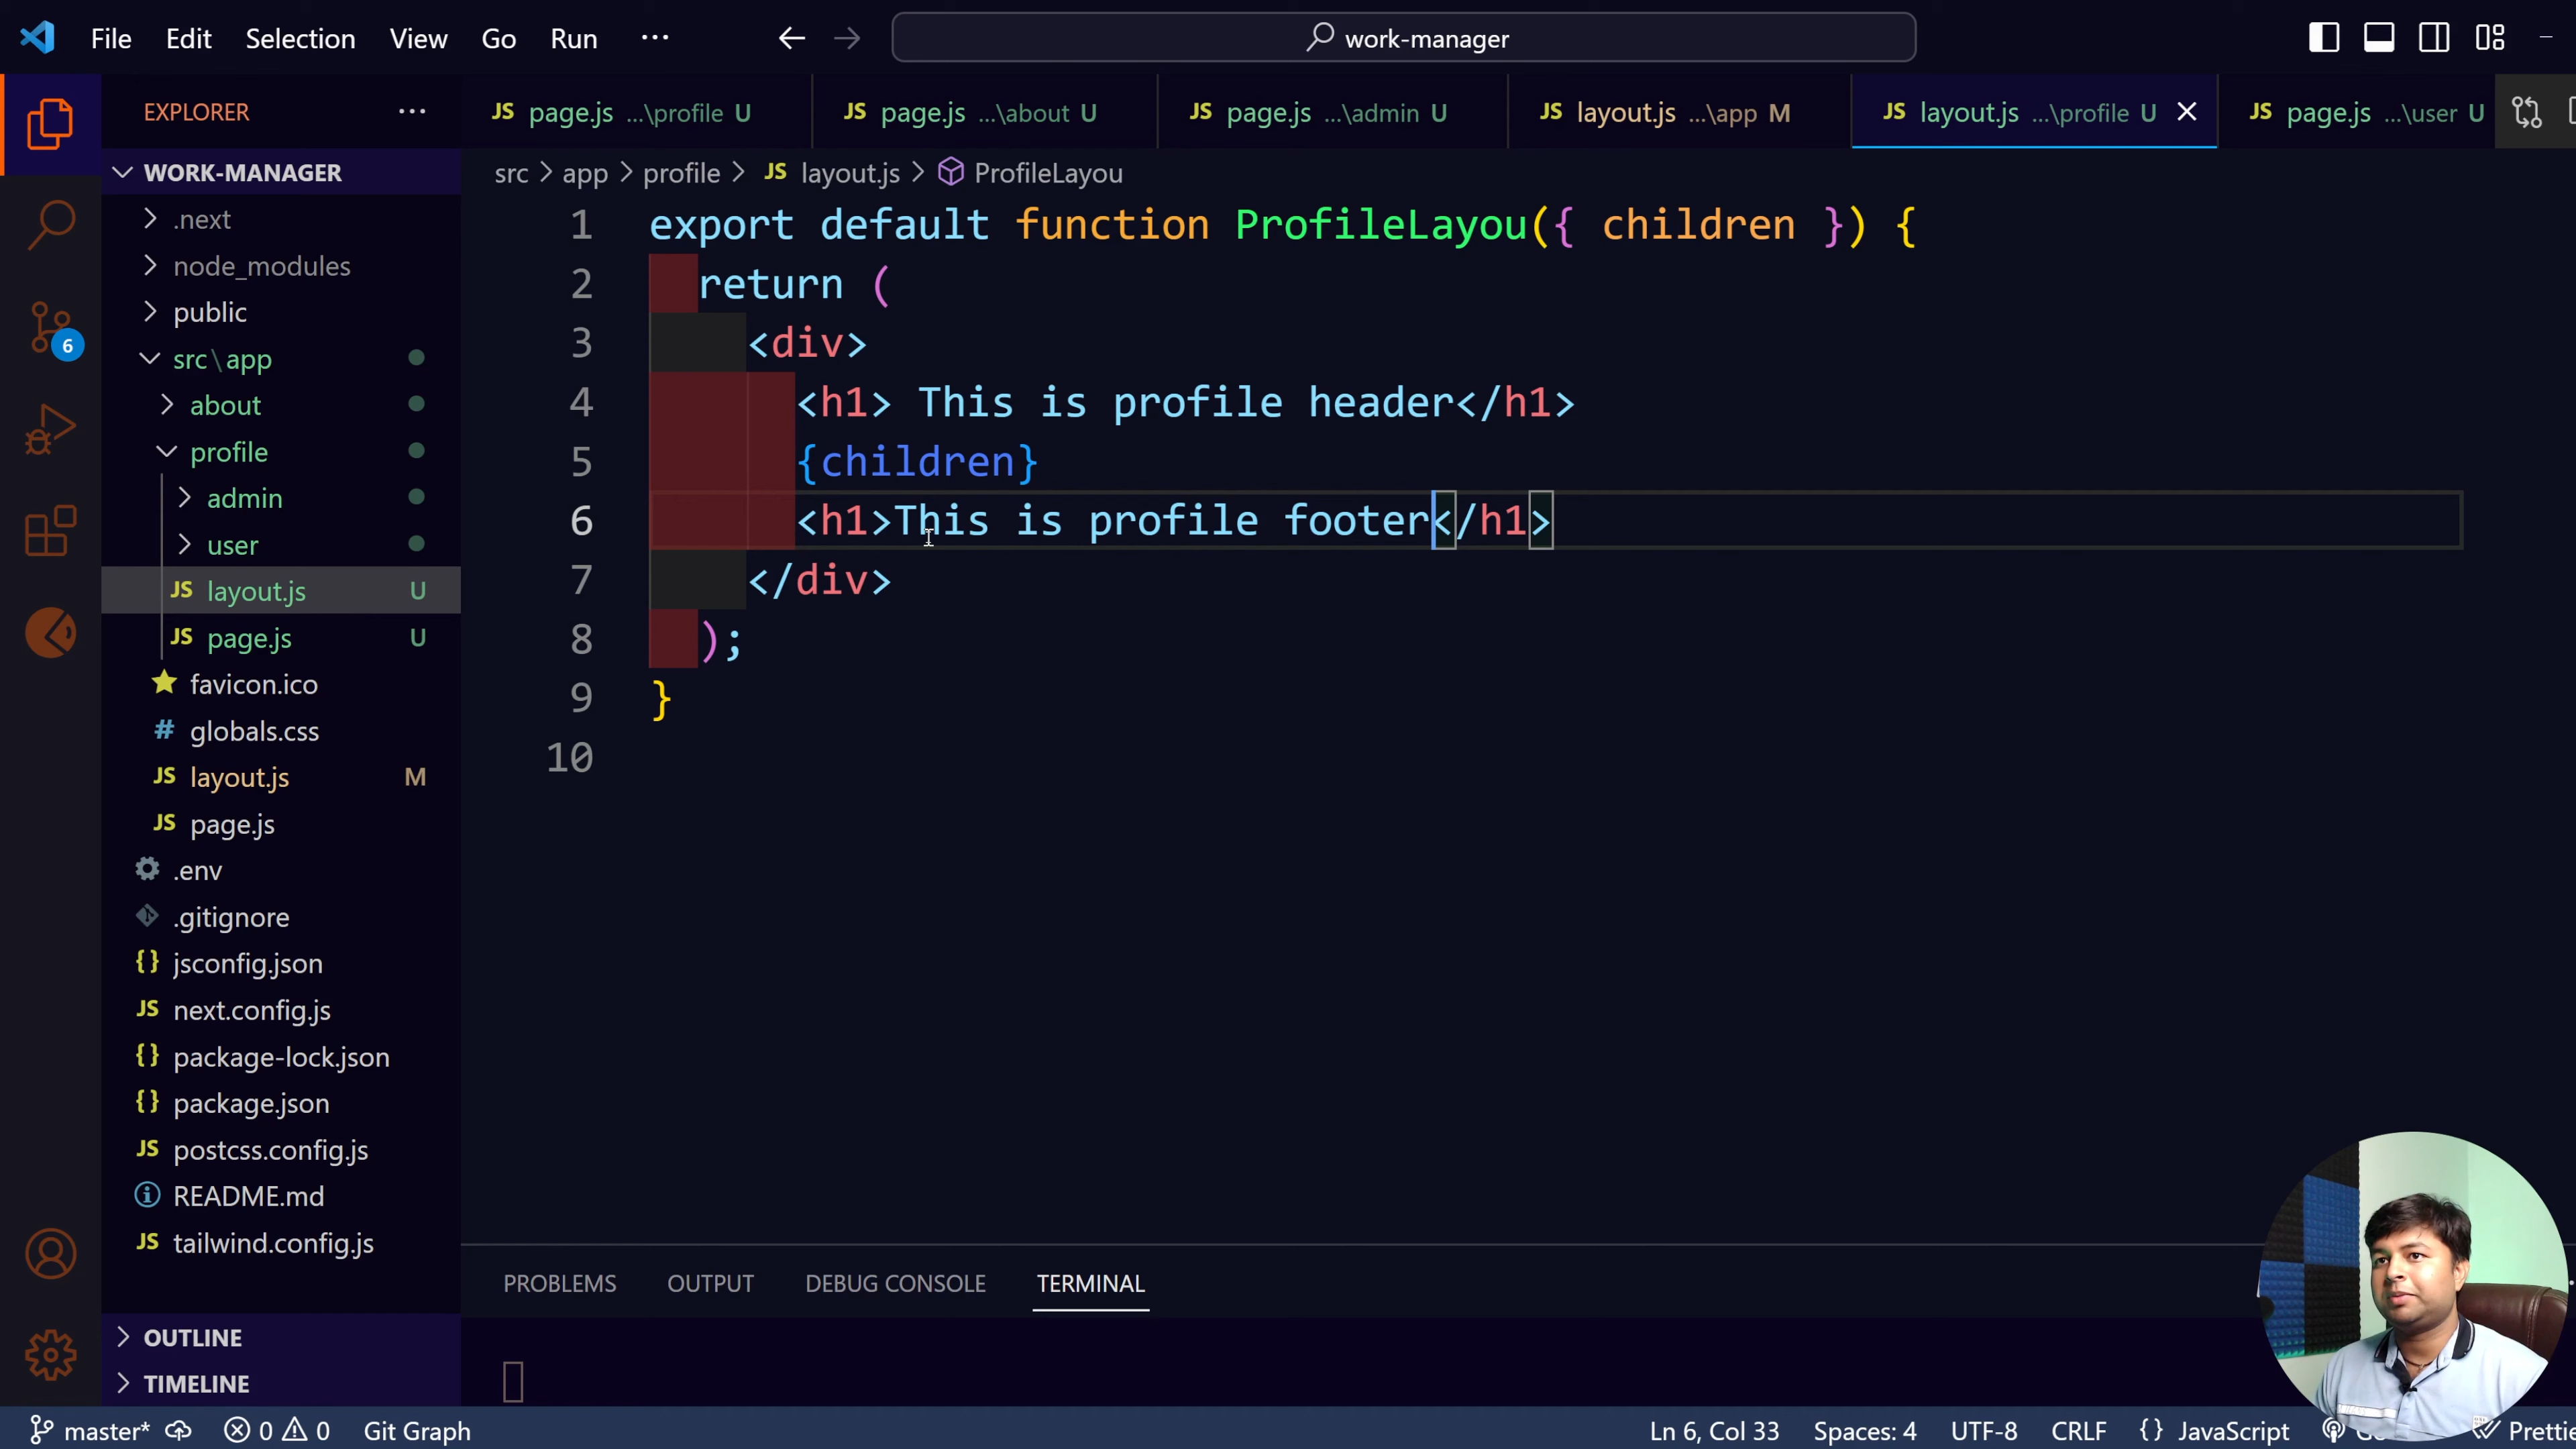 File Edit Selection View Go Run ··· work-manager
EXPLORER ···
JS page.js ...\profile U JS page.js ...\about U JS page.js ...\admin U JS layout.js ...\app M JS layout.js ...\profile U JS page.js ...\user U
WORK-MANAGER
.next
node_modules
public
src\app
about
profile
admin
user
JS layout.js U
JS page.js U
favicon.ico
# globals.css
JS layout.js M
JS page.js
.env
.gitignore
{} jsconfig.json
JS next.config.js
{} package-lock.json
{} package.json
JS postcss.config.js
README.md
JS tailwind.config.js
OUTLINE
TIMELINE
6
src > app > profile > JS layout.js > ProfileLayou
1 export default function ProfileLayou({ children }) {
2 return (
3 <div>
4 <h1> This is profile header</h1>
5 {children}
6 <h1>This is profile footer</h1>
7 </div>
8 );
9 }
10
PROBLEMS OUTPUT DEBUG CONSOLE TERMINAL
master* 0 0 Git Graph Ln 6, Col 33 Spaces: 4 UTF-8 CRLF {} JavaScript